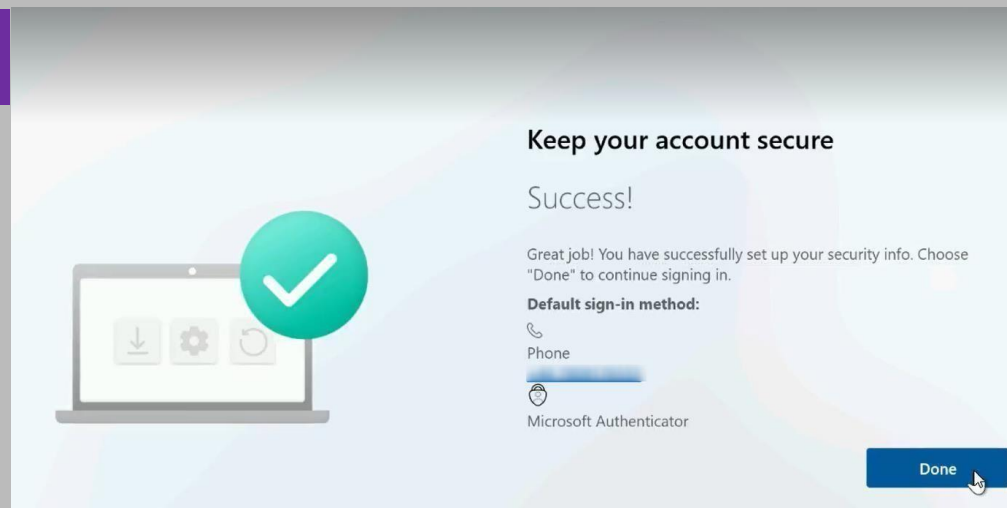 Keep your account secure
Success!
Great job! You have successfully set up your security info. Choose
"Done" to continue signing in.
Default sign-in method:
Phone
Microsoft Authenticator
Done